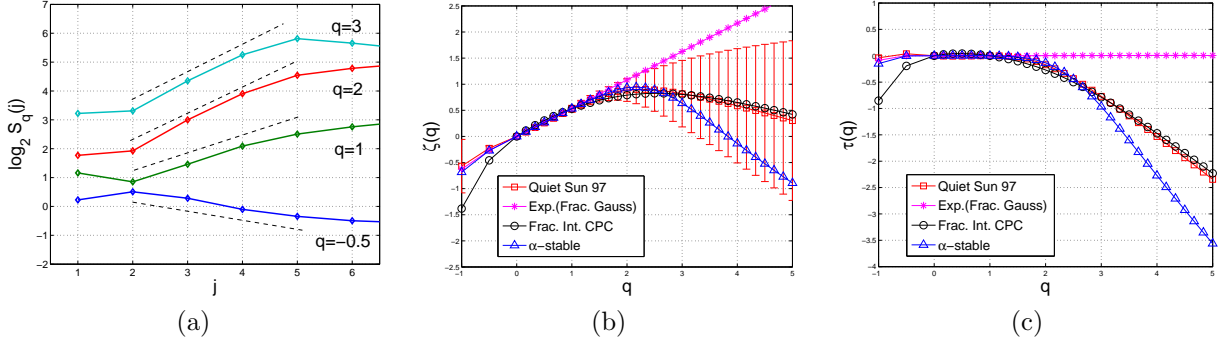 log2 Sq(j)
7
6
5
4
3
2
1
0
−1
−2
q=3
q=2
q=1
q=−0.5
1 2 3 4 5 6
j
(a)
ζ(q)
2.5
2
1.5
1
0.5
0
−0.5
−1
−1.5
−2
−2.5
Quiet Sun 97
Exp.(Frac. Gauss)
Frac. Int. CPC
α−stable
−1 0 1 2 3 4 5
q
(b)
τ(q)
1
0.5
0
−0.5
−1
−1.5
−2
−2.5
−3
−3.5
−4
Quiet Sun 97
Exp.(Frac. Gauss)
Frac. Int. CPC
α−stable
−1 0 1 2 3 4 5
q
(c)